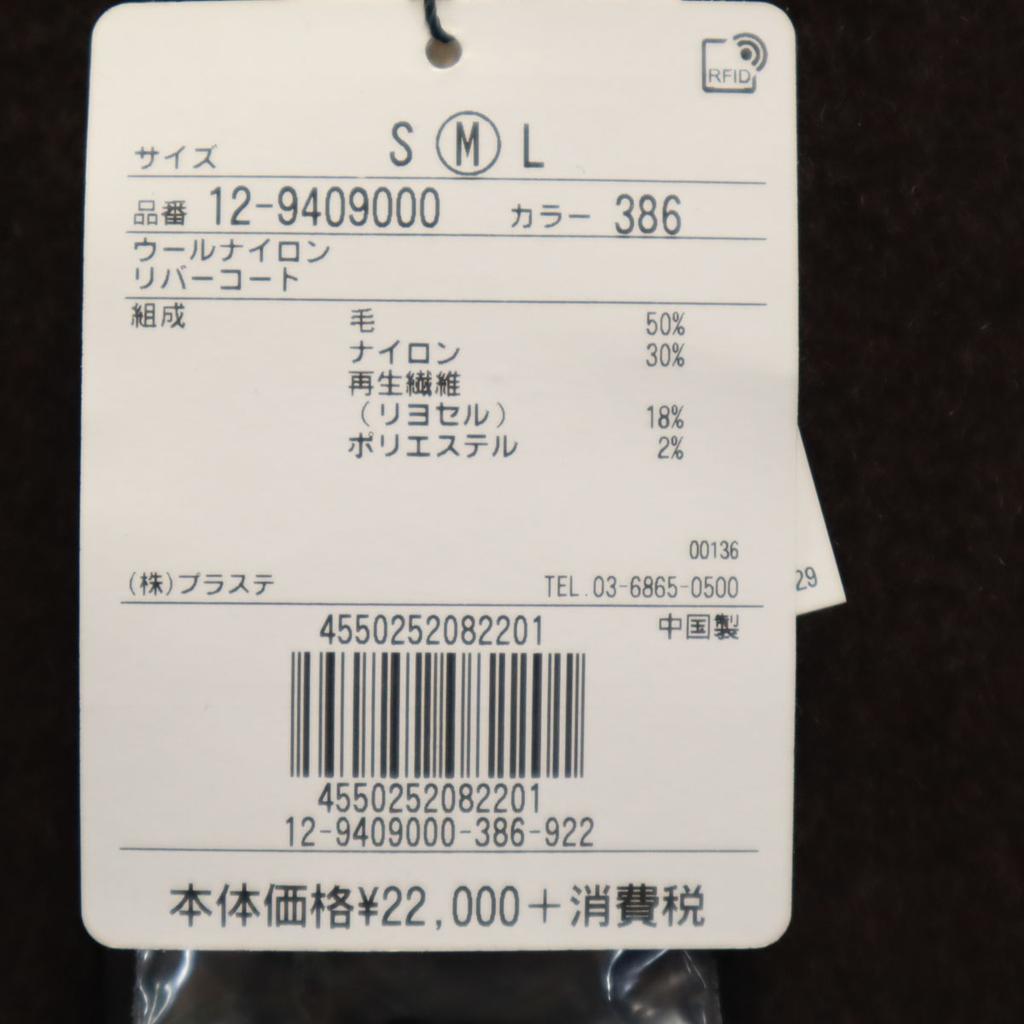 RFID
サイズ S M L
品番 12-9409000 カラー 386
ウールナイロン
リバーコート
組成 毛 50%
ナイロン 30%
再生繊維
(リヨセル) 18%
ポリエステル 2%
00136
(株)プラステ TEL.03-6865-0500
29
4550252082201 中国製
4550252082201
12-9409000-386-922
本体価格¥22,000+消費税